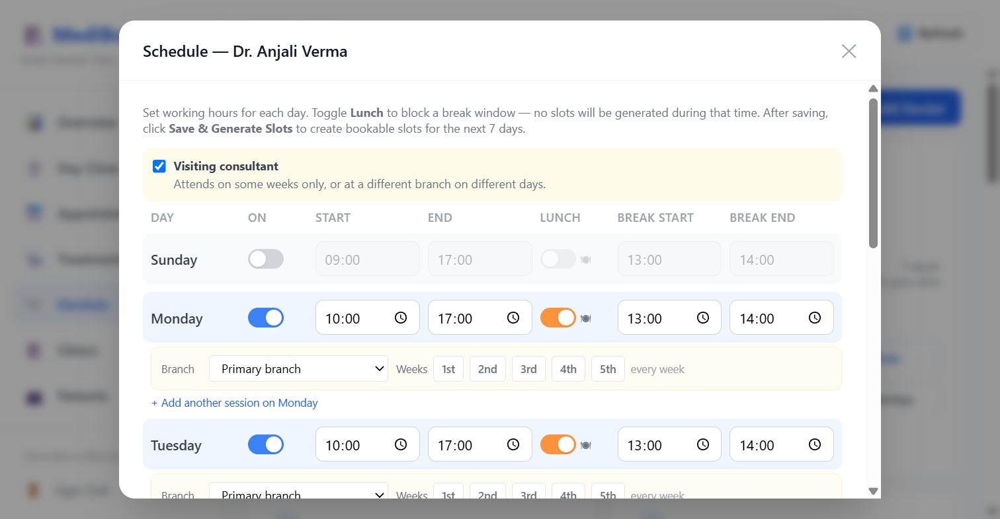 Schedule — Dr. Anjali Verma
Set working hours for each day. Toggle Lunch to block a break window — no slots will be generated during that time. After saving,
click Save & Generate Slots to create bookable slots for the next 7 days.
Visiting consultant
Attends on some weeks only, or at a different branch on different days.
DAY ON START END LUNCH BREAK START BREAK END
Sunday 09:00 17:00 13:00 14:00
Monday 10:00 17:00 13:00 14:00
Branch Primary branch Weeks 1st 2nd 3rd 4th 5th every week
+ Add another session on Monday
Tuesday 10:00 17:00 13:00 14:00
Branch Primary branch Weeks 1st 2nd 3rd 4th 5th every week
Refresh
Overview
Patients
Sign Out